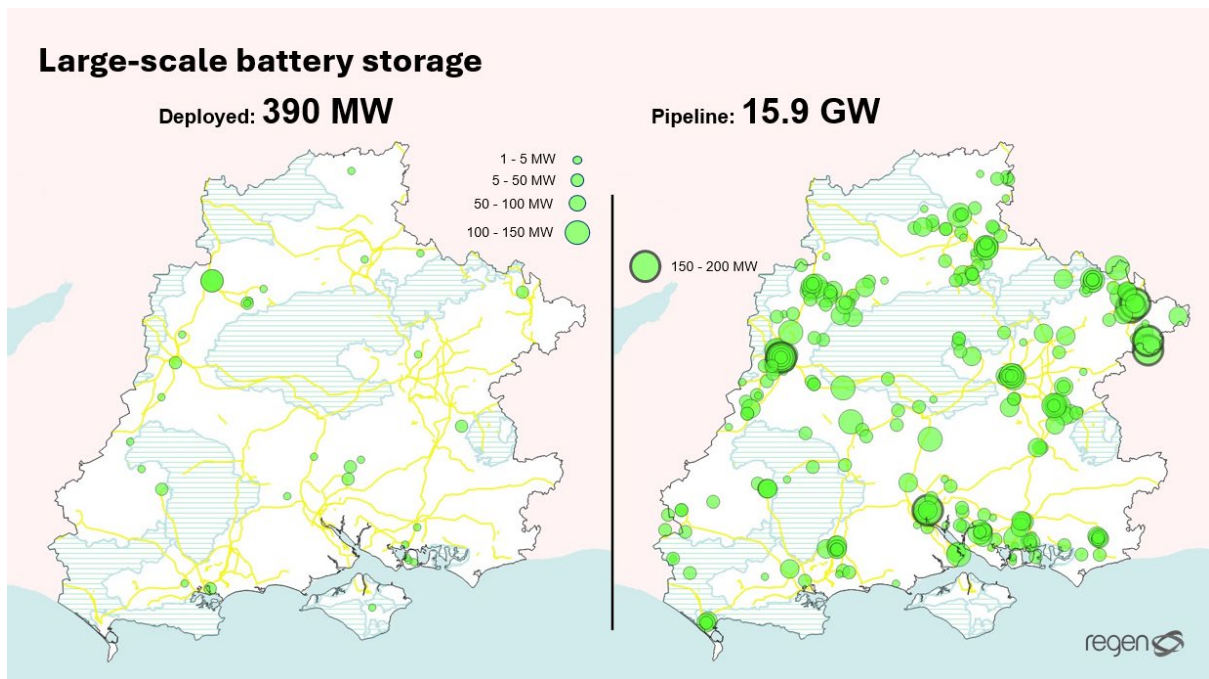 Large-scale battery storage
Deployed: 390 MW
Pipeline: 15.9 GW
1 - 5 MW
5 - 50 MW
50 - 100 MW
100 - 150 MW
150 - 200 MW
regen